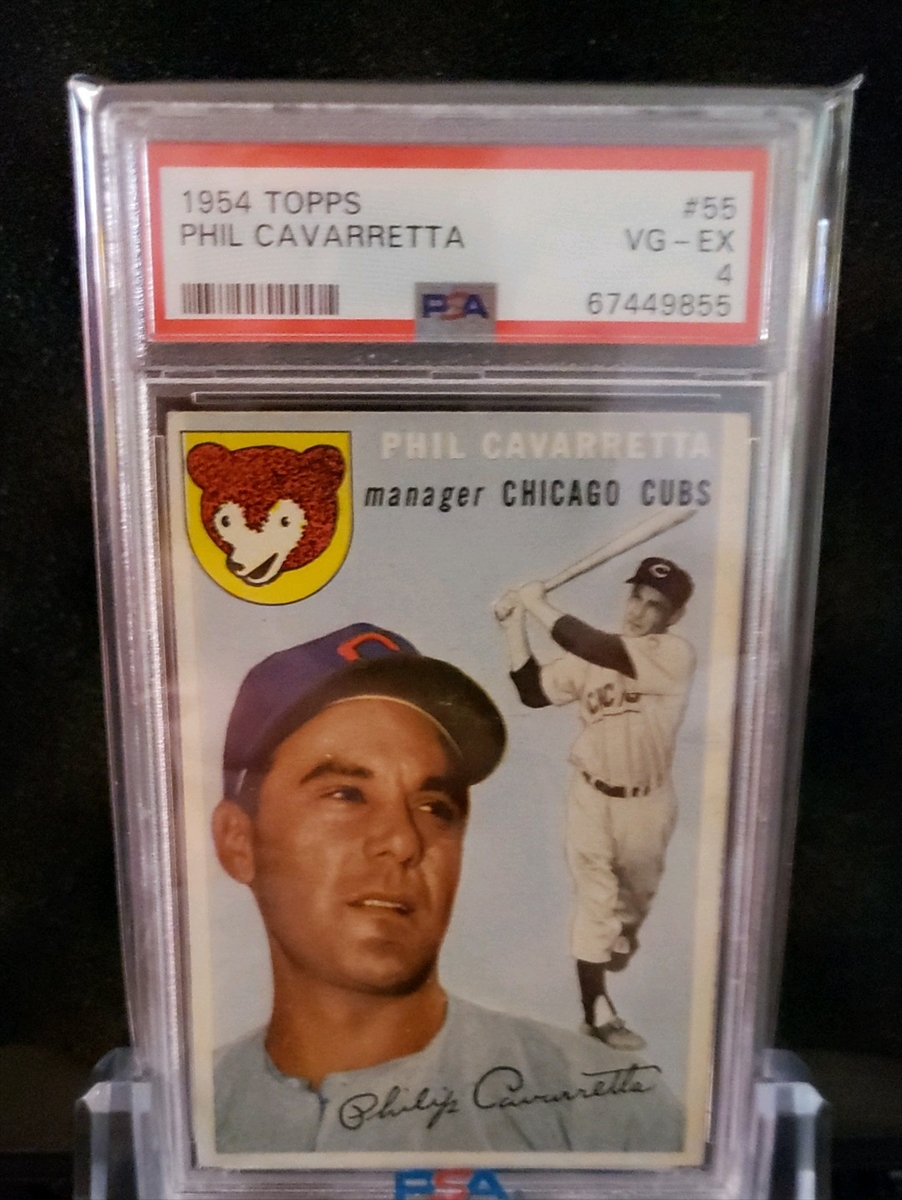 1954 TOPPS #55
PHIL CAVARRETTA VG - EX
4
PSA 67449855
PHIL CAVARRETTA
manager CHICAGO CUBS
C
C
Philip Cavarretta
PSA